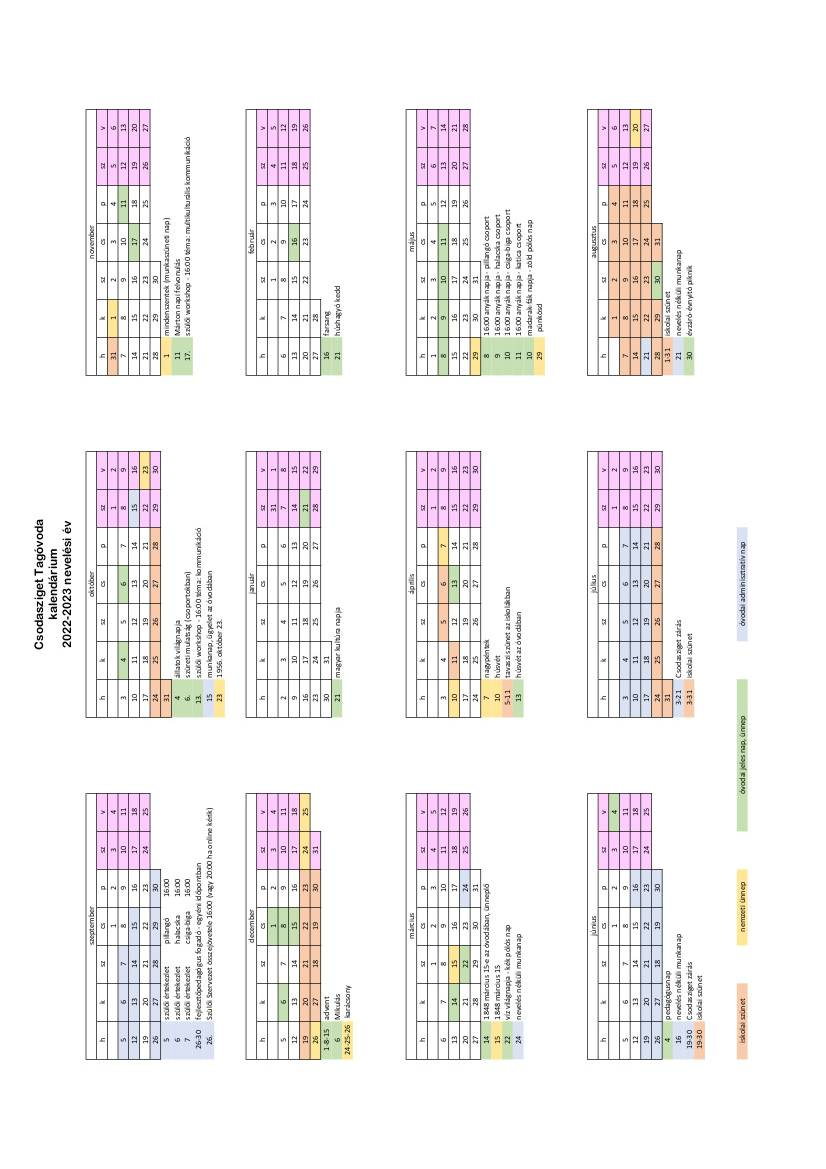 Csodasziget Tagóvoda
kalendárium
2022-2023 nevelési év
szeptember
h k sz cs p sz v
1 2 3 4
5 6 7 8 9 10 11
12 13 14 15 16 17 18
19 20 21 22 23 24 25
26 27 28 29 30
5 szülői értekezlet pillangó 16:00
6 szülői értekezlet halacska 16:00
7 szülői értekezlet csiga-biga 16:00
26-30 fejlesztőpedagógus fogadó - egyéni időpontban
26. Szülői Szervezet összejövetele 16:00 (vagy 20:00 ha online kérik)
október
h k sz cs p sz v
1 2
3 4 5 6 7 8 9
10 11 12 13 14 15 16
17 18 19 20 21 22 23
24 25 26 27 28 29 30
31
4 állatok világnapja
6. szüreti mulatság (csoportokban)
13. szülői workshop - 16:00 téma: kommunikáció
15 munkanap, ügyelet az óvodában
23 1956. október 23.
november
h k sz cs p sz v
31 1 2 3 4 5 6
7 8 9 10 11 12 13
14 15 16 17 18 19 20
21 22 23 24 25 26 27
28 29 30
1 mindenszentek (munkaszüneti nap)
11 Márton napi felvonulás
17. szülői workshop - 16:00 téma: multikulturális kommunikáció
december
h k sz cs p sz v
1 2 3 4
5 6 7 8 9 10 11
12 13 14 15 16 17 18
19 20 21 22 23 24 25
26 27 28 29 30 31
1-8-15 advent
6 Mikulás
24-25-26 karácsony
január
h k sz cs p sz v
31 1
2 3 4 5 6 7 8
9 10 11 12 13 14 15
16 17 18 19 20 21 22
23 24 25 26 27 28 29
30 31
21 magyar kultúra napja
február
h k sz cs p sz v
1 2 3 4 5
6 7 8 9 10 11 12
13 14 15 16 17 18 19
20 21 22 23 24 25 26
27 28
16 farsang
21 húshagyó kedd
március
h k sz cs p sz v
1 2 3 4 5
6 7 8 9 10 11 12
13 14 15 16 17 18 19
20 21 22 23 24 25 26
27 28 29 30 31
14 1848 március 15-e az óvodában, ünneplő
15 1848 március 15
22 víz világnapja - kék pólós nap
24 nevelés nélküli munkanap
április
h k sz cs p sz v
1 2
3 4 5 6 7 8 9
10 11 12 13 14 15 16
17 18 19 20 21 22 23
24 25 26 27 28 29 30
7 nagypéntek
10 húsvét
5-11 tavaszi szünet az iskolákban
13 húsvét az óvodában
május
h k sz cs p sz v
1 2 3 4 5 6 7
8 9 10 11 12 13 14
15 16 17 18 19 20 21
22 23 24 25 26 27 28
29 30 31
8 16:00 anyák napja - pillangó csoport
9 16:00 anyák napja - halacska csoport
10 16:00 anyák napja - csiga-biga csoport
11 16:00 anyák napja - katica csoport
10 madarak fák napja - zöld pólós nap
29 pünkösd
június
h k sz cs p sz v
1 2 3 4
5 6 7 8 9 10 11
12 13 14 15 16 17 18
19 20 21 22 23 24 25
26 27 28 29 30
4 pedagógusnap
16 nevelés nélküli munkanap
19-30 Csodasziget zárás
19-30 iskolai szünet
július
h k sz cs p sz v
1 2
3 4 5 6 7 8 9
10 11 12 13 14 15 16
17 18 19 20 21 22 23
24 25 26 27 28 29 30
31
3-21 Csodasziget zárás
3-31 iskolai szünet
augusztus
h k sz cs p sz v
1 2 3 4 5 6
7 8 9 10 11 12 13
14 15 16 17 18 19 20
21 22 23 24 25 26 27
28 29 30 31
1-31 iskolai szünet
21 nevelés nélküli munkanap
30 évzáró évnyitó piknik
iskolai szünet
nemzeti ünnep
óvodai jeles nap, ünnep
óvodai adminisztratív nap